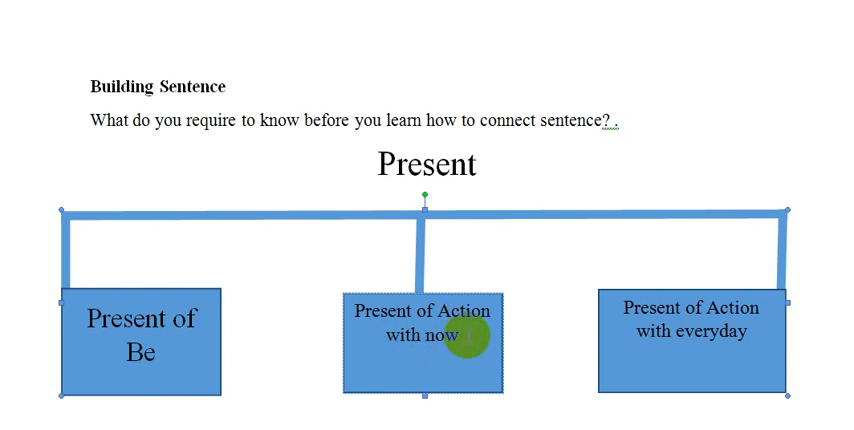 Building Sentence
What do you require to know before you learn how to connect sentence? .
Present
Present of
Be
Present of Action
with now
Present of Action
with everyday